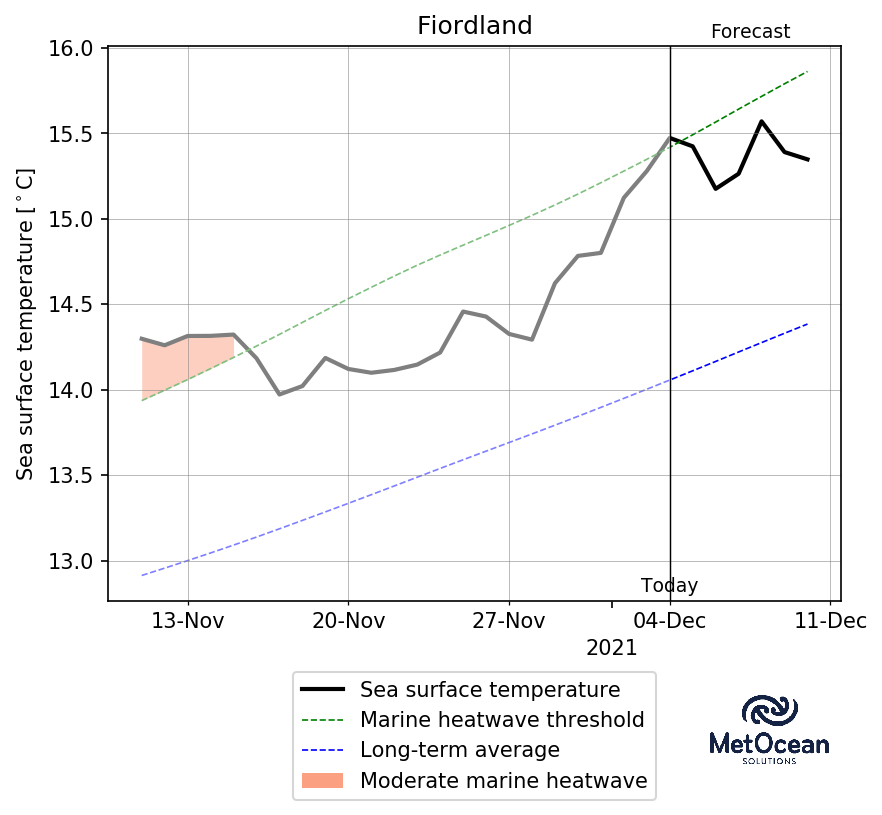 Fiordland
Forecast
16.0
15.5
15.0
14.5
14.0
13.5
13.0
Sea surface temperature [°C]
Today
13-Nov 20-Nov 27-Nov 04-Dec 11-Dec
2021
Sea surface temperature
Marine heatwave threshold
Long-term average
Moderate marine heatwave
MetOcean
SOLUTIONS